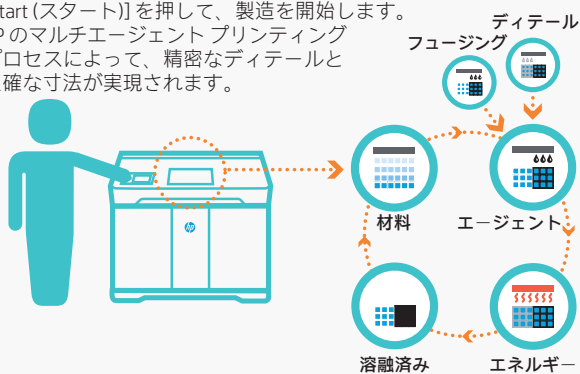 tart (スタート)] を押して、製造を開始します。
P のマルチエージェント プリンティング
プロセスによって、精密なディテールと
確な寸法が実現されます。
ディテール
フュージング
hp
材料
エージェント
溶融済み
エネルギー